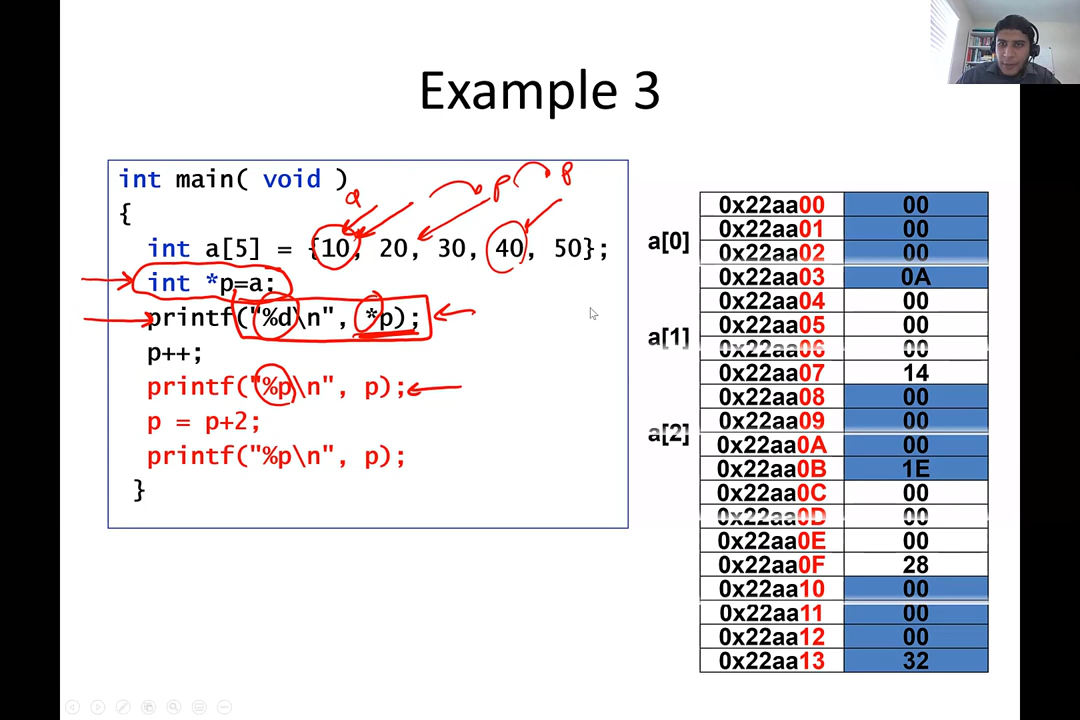 Example 3
int main( void )
{
int a[5] = {10, 20, 30, 40, 50};
int *p=a;
printf("%d\n", *p);
p++;
printf("%p\n", p);
p = p+2;
printf("%p\n", p);
}
a
p
p
a[0]
a[1]
a[2]
0x22aa00 00
0x22aa01 00
0x22aa02 00
0x22aa03 0A
0x22aa04 00
0x22aa05 00
0x22aa06 00
0x22aa07 14
0x22aa08 00
0x22aa09 00
0x22aa0A 00
0x22aa0B 1E
0x22aa0C 00
0x22aa0D 00
0x22aa0E 00
0x22aa0F 28
0x22aa10 00
0x22aa11 00
0x22aa12 00
0x22aa13 32